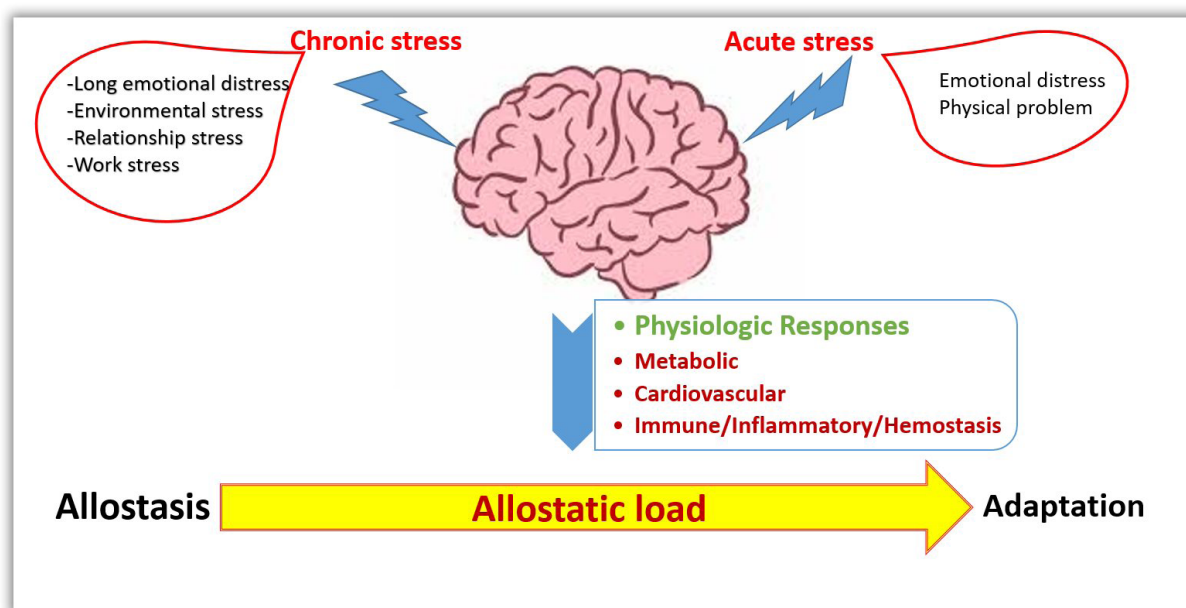 Chronic stress
-Long emotional distress
-Environmental stress
-Relationship stress
-Work stress
Acute stress
Emotional distress
Physical problem
• Physiologic Responses
• Metabolic
• Cardiovascular
• Immune/Inflammatory/Hemostasis
Allostasis
Allostatic load
Adaptation